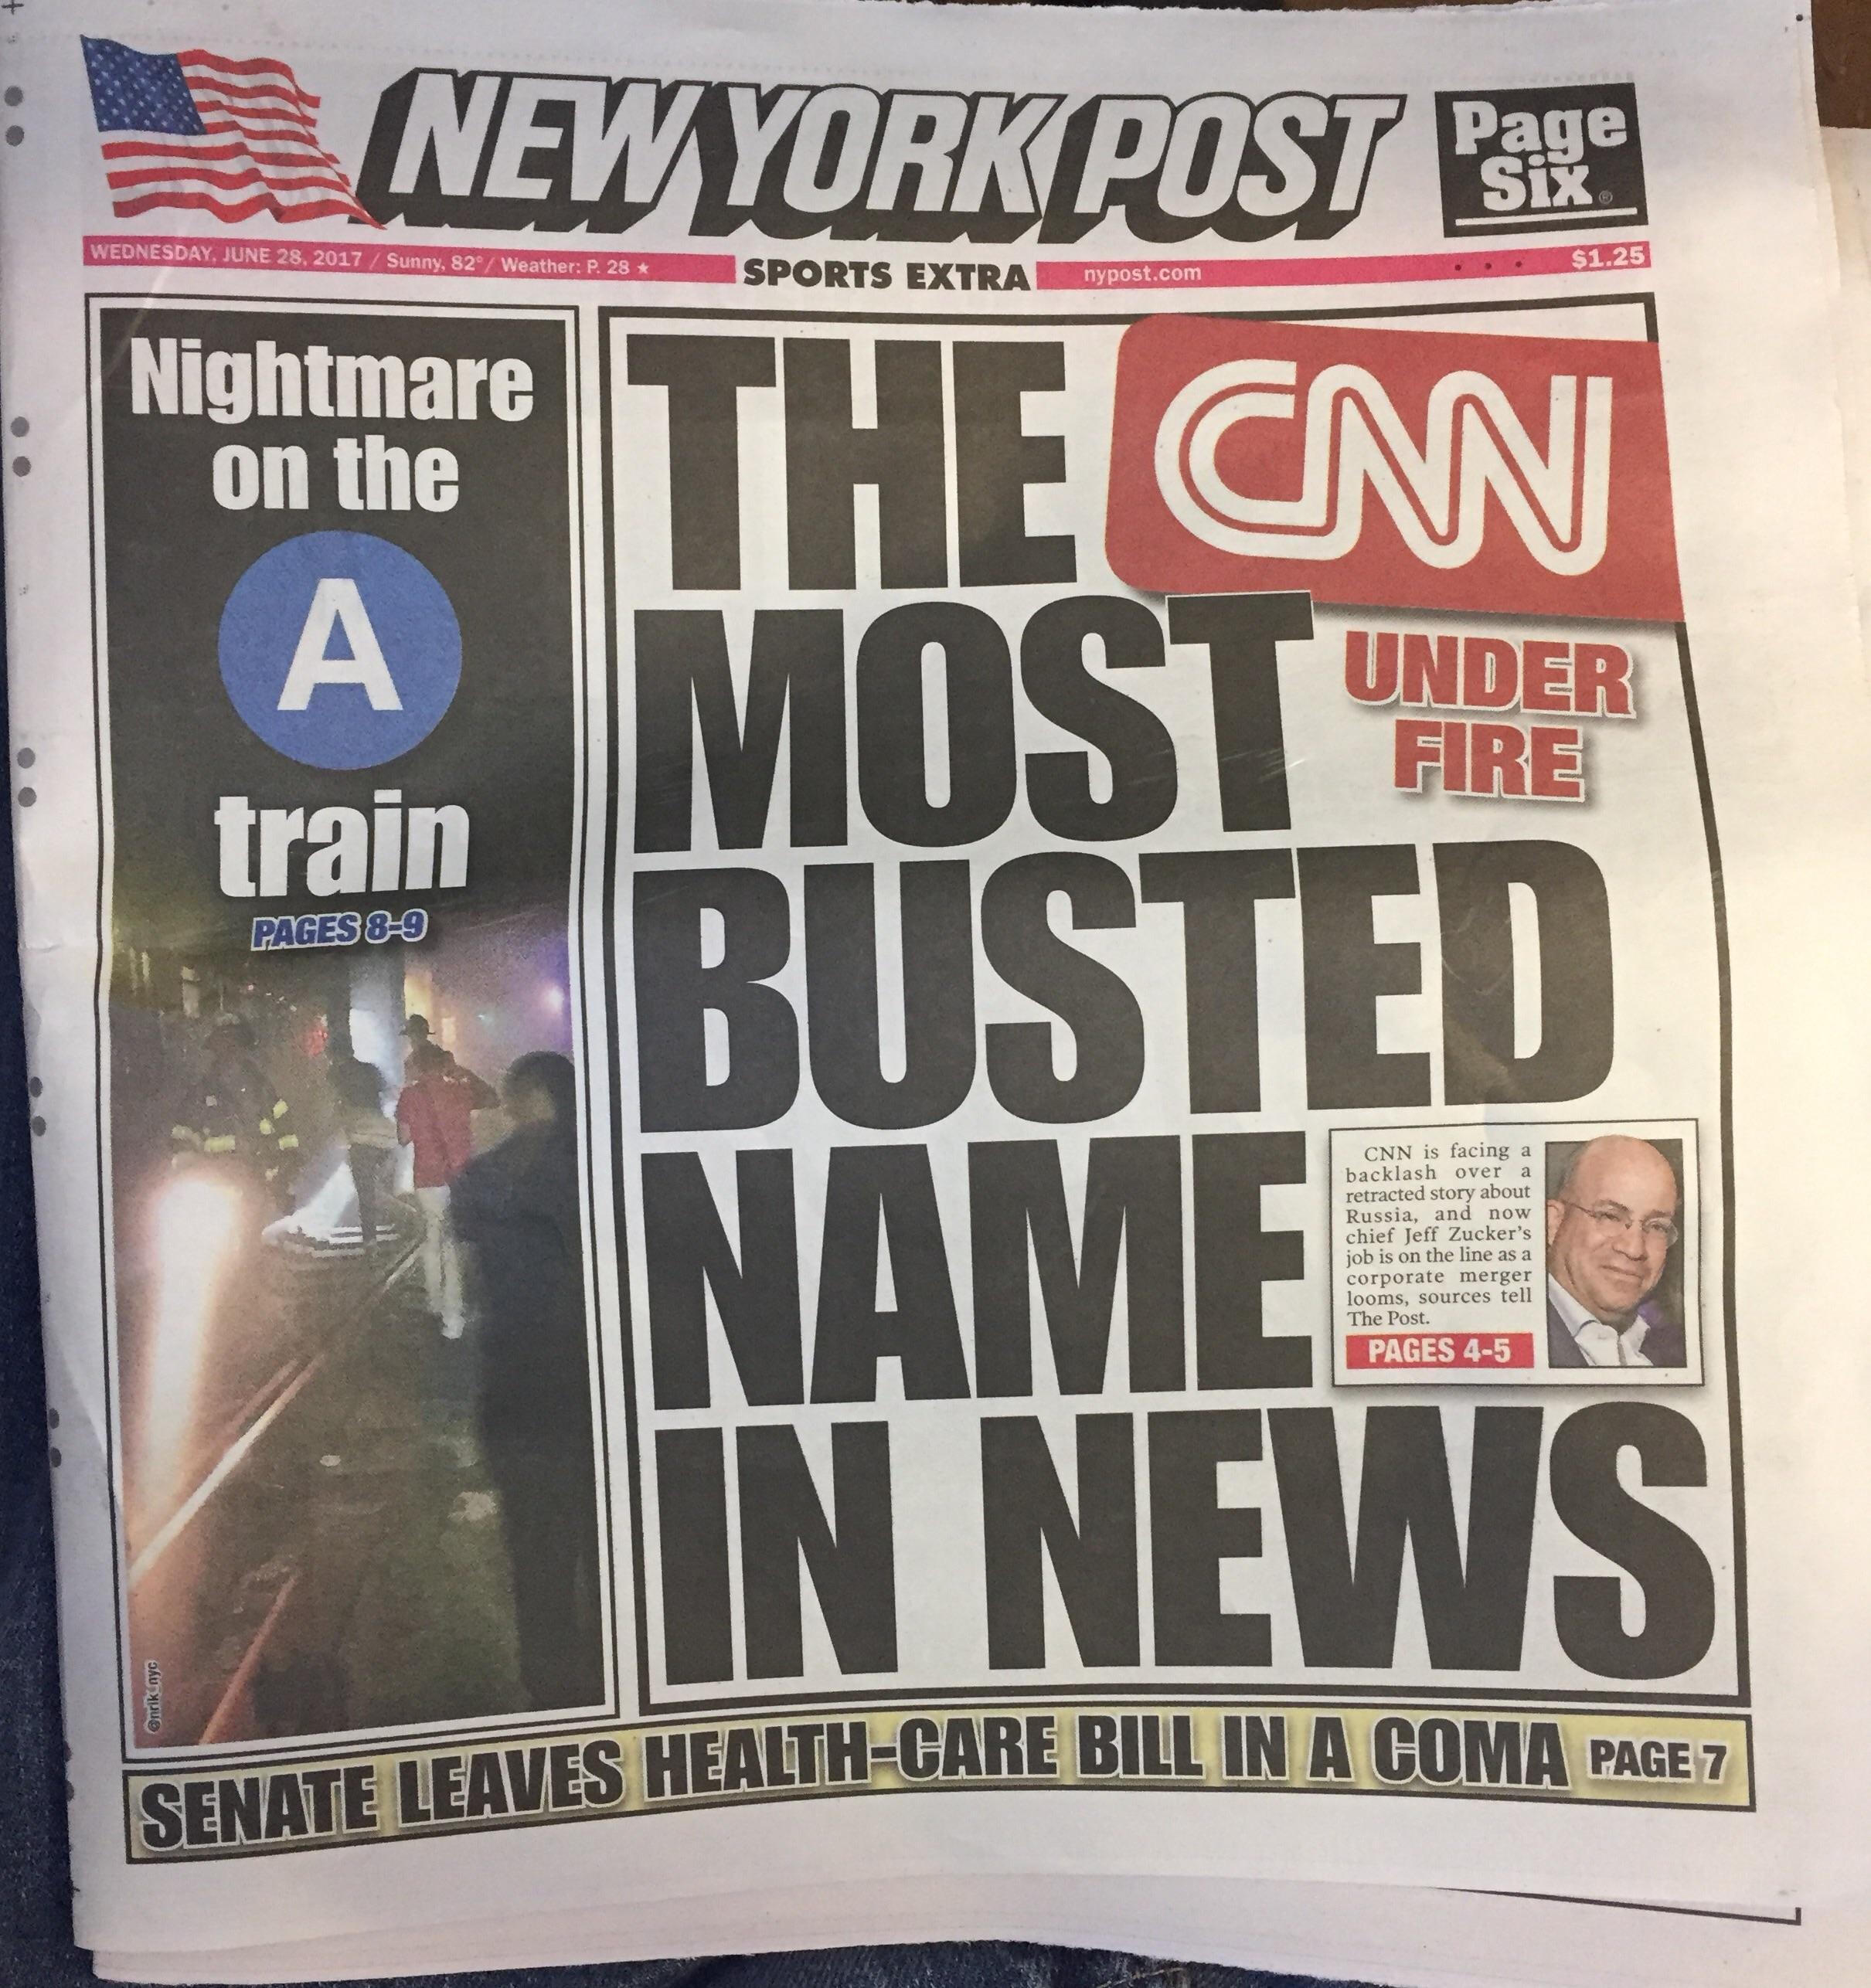 NEW YORK POST
Page
Six®
WEDNESDAY, JUNE 28, 2017 / Sunny, 82° / Weather: P. 28 ★
SPORTS EXTRA
nypost.com
$1.25
Nightmare
on the
A
train
PAGES 8-9
@nrik_nyc
THE
CNN
MOST
UNDER
FIRE
BUSTED
NAME
IN NEWS
CNN is facing a
backlash over a
retracted story about
Russia, and now
chief Jeff Zucker's
job is on the line as a
corporate merger
looms, sources tell
The Post.
PAGES 4-5
SENATE LEAVES HEALTH-CARE BILL IN A COMA PAGE 7